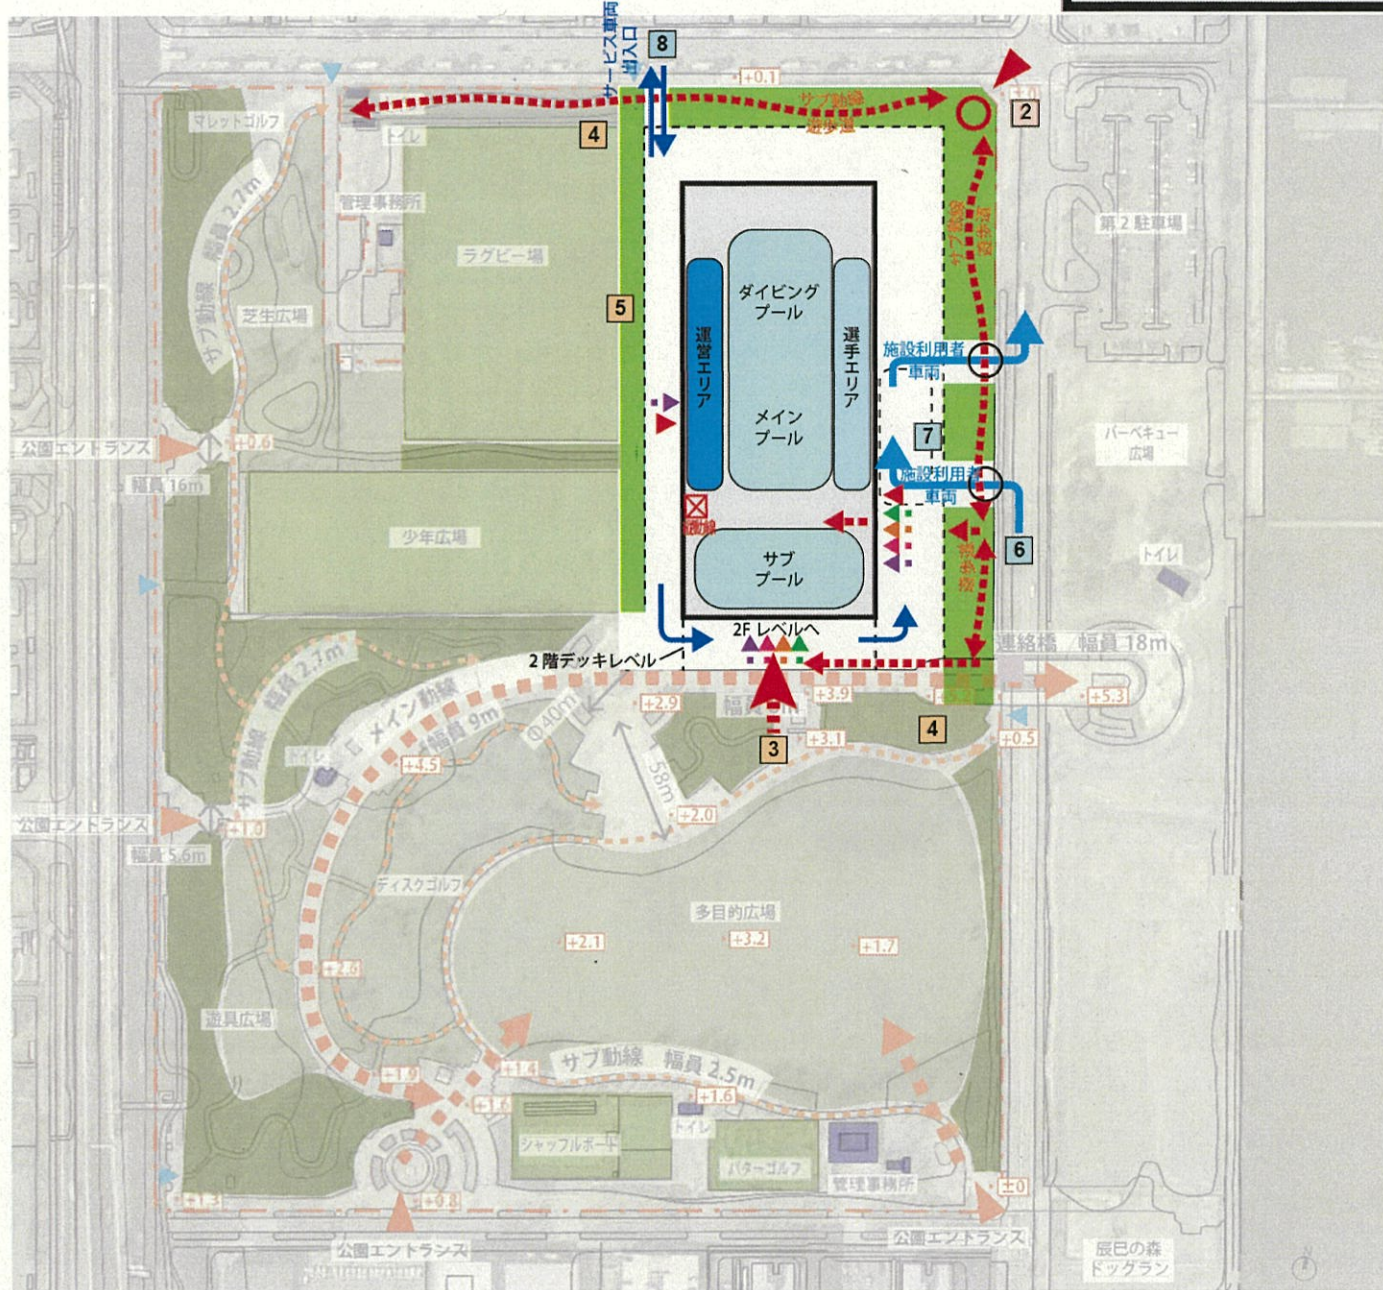 サービス車両
出入口
8
+0.1
サブ動線
遊歩道
2
±0
マレットゴルフ
トイレ
4
サブ動線 幅員 2.7m
管理事務所
ラグビー場
芝生広場
5
ダイビング
プール
メイン
プール
運営エリア
選手エリア
サブ動線
遊歩道
第2駐車場
施設利用者
車両
7
施設利用者
車両
バーベキュー
広場
公園エントランス
+0.6
幅員 16m
少年広場
サブ
プール
遊歩道
6
トイレ
2F レベルへ
2階デッキレベル
連絡橋 幅員 18m
サブ動線 幅員 2.7m
メイン動線
幅員 9m
Φ40m
+2.9
+3.9
+5.3
3
+3.1
4
+0.5
トイレ
+4.5
58m
公園エントランス
+1.0
幅員 5.6m
+2.0
ディスクゴルフ
多目的広場
+2.1
+3.2
+1.7
+2.6
遊具広場
サブ動線 幅員 2.5m
+1.9
+1.4
+1.6
+1.6
シャッフルボード
トイレ
パターゴルフ
管理事務所
+1.3
+0.8
±0
公園エントランス
公園エントランス
辰巳の森
ドッグラン